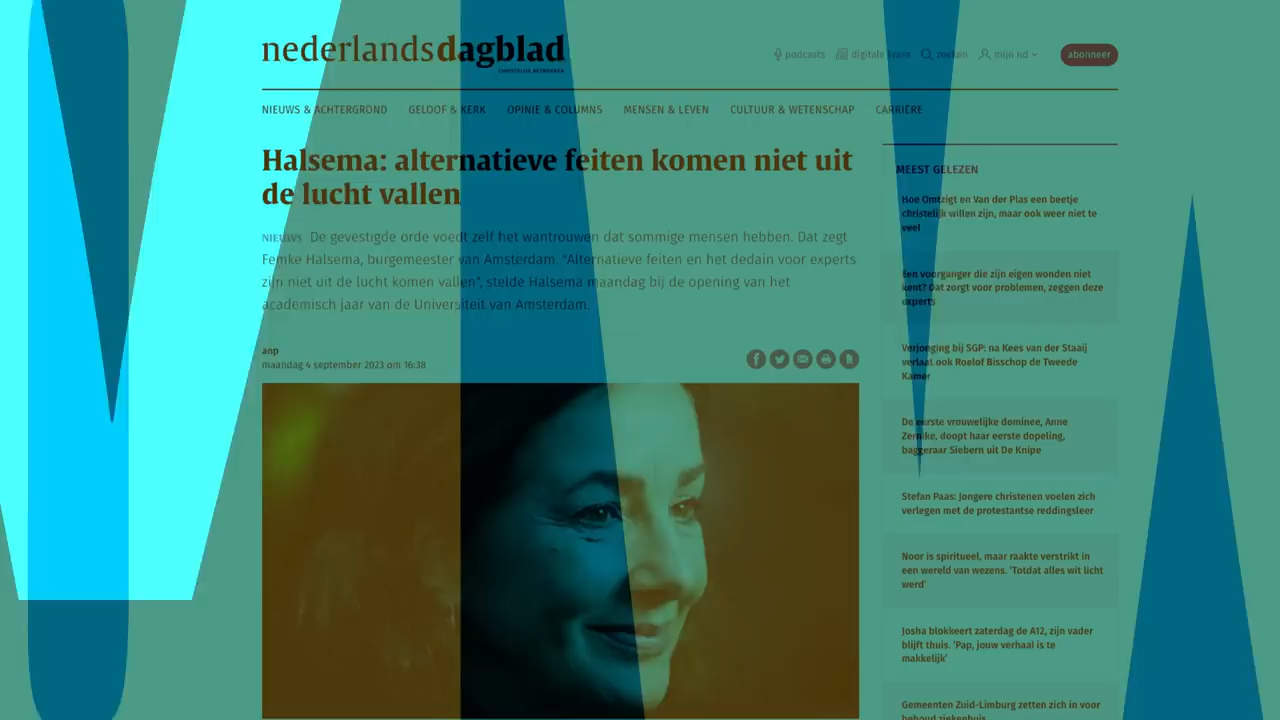 nederlandsdagblad
CHRISTELIJK BETROKKEN
podcasts digitale krant zoeken mijn nd abonneer
NIEUWS & ACHTERGROND GELOOF & KERK OPINIE & COLUMNS MENSEN & LEVEN CULTUUR & WETENSCHAP CARRIÈRE
Halsema: alternatieve feiten komen niet uit
de lucht vallen
NIEUWS De gevestigde orde voedt zelf het wantrouwen dat sommige mensen hebben. Dat zegt
Femke Halsema, burgemeester van Amsterdam. "Alternatieve feiten en het dedain voor experts
zijn niet uit de lucht komen vallen", stelde Halsema maandag bij de opening van het
academisch jaar van de Universiteit van Amsterdam.
anp
maandag 4 september 2023 om 16:38
MEEST GELEZEN
Hoe Omtzigt en Van der Plas een beetje
christelijk willen zijn, maar ook weer niet te
veel
Een voorganger die zijn eigen wonden niet
kent? Dat zorgt voor problemen, zeggen deze
experts
Verjonging bij SGP: na Kees van der Staaij
verlaat ook Roelof Bisschop de Tweede
Kamer
De eerste vrouwelijke dominee, Anne
Zernike, doopt haar eerste dopeling,
baggeraar Siebern uit De Knipe
Stefan Paas: Jongere christenen voelen zich
verlegen met de protestantse reddingsleer
Noor is spiritueel, maar raakte verstrikt in
een wereld van wezens. 'Totdat alles wit licht
werd'
Josha blokkeert zaterdag de A12, zijn vader
blijft thuis. 'Pap, jouw verhaal is te
makkelijk'
Gemeenten Zuid-Limburg zetten zich in voor
behoud ziekenhuis